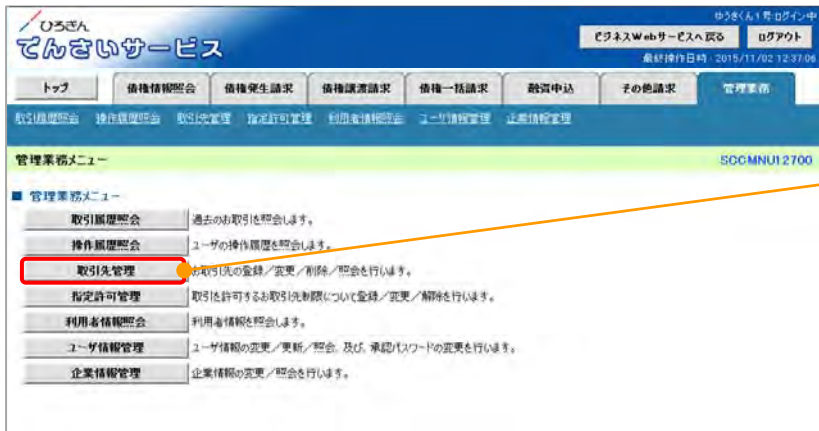 ゆうぎん1号:ログイン中
ひろぎん
でんさいサービス
ビジネスWebサービスへ戻る ログアウト
最終操作日時:2015/11/02 12:37:06
トップ 債権情報照会 債権発生請求 債権譲渡請求 債権一括請求 融資申込 その他請求 管理業務
取引履歴照会 操作履歴照会 取引先管理 指定許可管理 利用者情報照会 ユーザ情報管理 企業情報管理
管理業務メニュー SCCMNU12700
■ 管理業務メニュー
取引履歴照会 過去のお取引を照会します。
操作履歴照会 ユーザの操作履歴を照会します。
取引先管理 お取引先の登録/変更/削除/照会を行います。
指定許可管理 取引を許可するお取引先制限について登録/変更/解除を行います。
利用者情報照会 利用者情報を照会します。
ユーザ情報管理 ユーザ情報の変更/更新/照会、及び、承認パスワードの変更を行います。
企業情報管理 企業情報の変更/照会を行います。